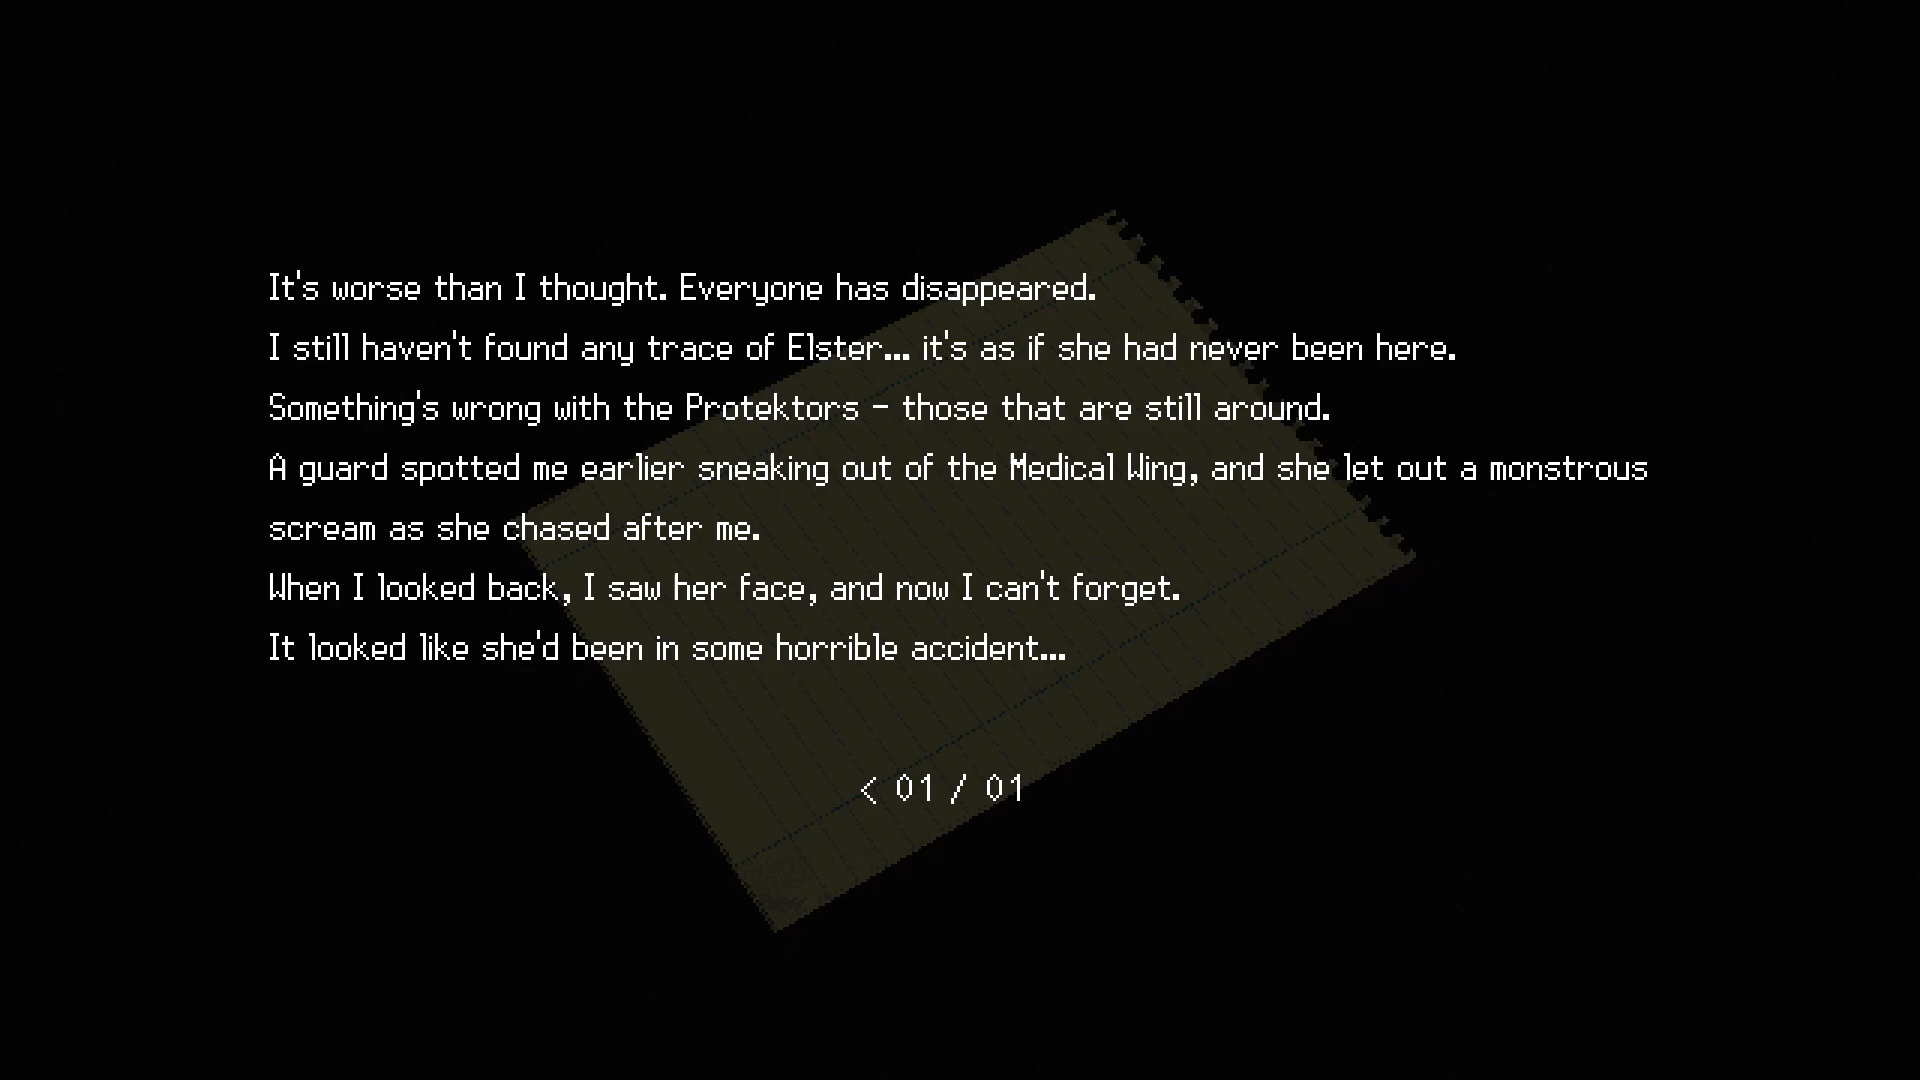 It's worse than I thought. Everyone has disappeared.
I still haven't found any trace of Elster... it's as if she had never been here.
Something's wrong with the Protektors - those that are still around.
A guard spotted me earlier sneaking out of the Medical Wing, and she let out a monstrous
scream as she chased after me.
When I looked back, I saw her face, and now I can't forget.
It looked like she'd been in some horrible accident...
< 01 / 01